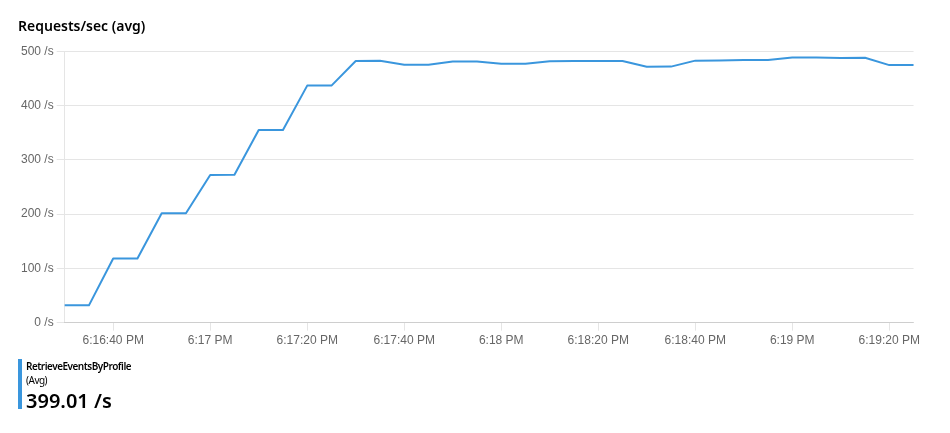 Requests/sec (avg)
500 /s
400 /s
300 /s
200 /s
100 /s
0 /s
6:16:40 PM 6:17 PM 6:17:20 PM 6:17:40 PM 6:18 PM 6:18:20 PM 6:18:40 PM 6:19 PM 6:19:20 PM
RetrieveEventsByProfile
(Avg)
399.01 /s